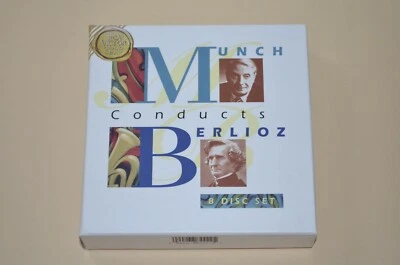 MUNCH
Conducts
BERLIOZ
8 DISC SET